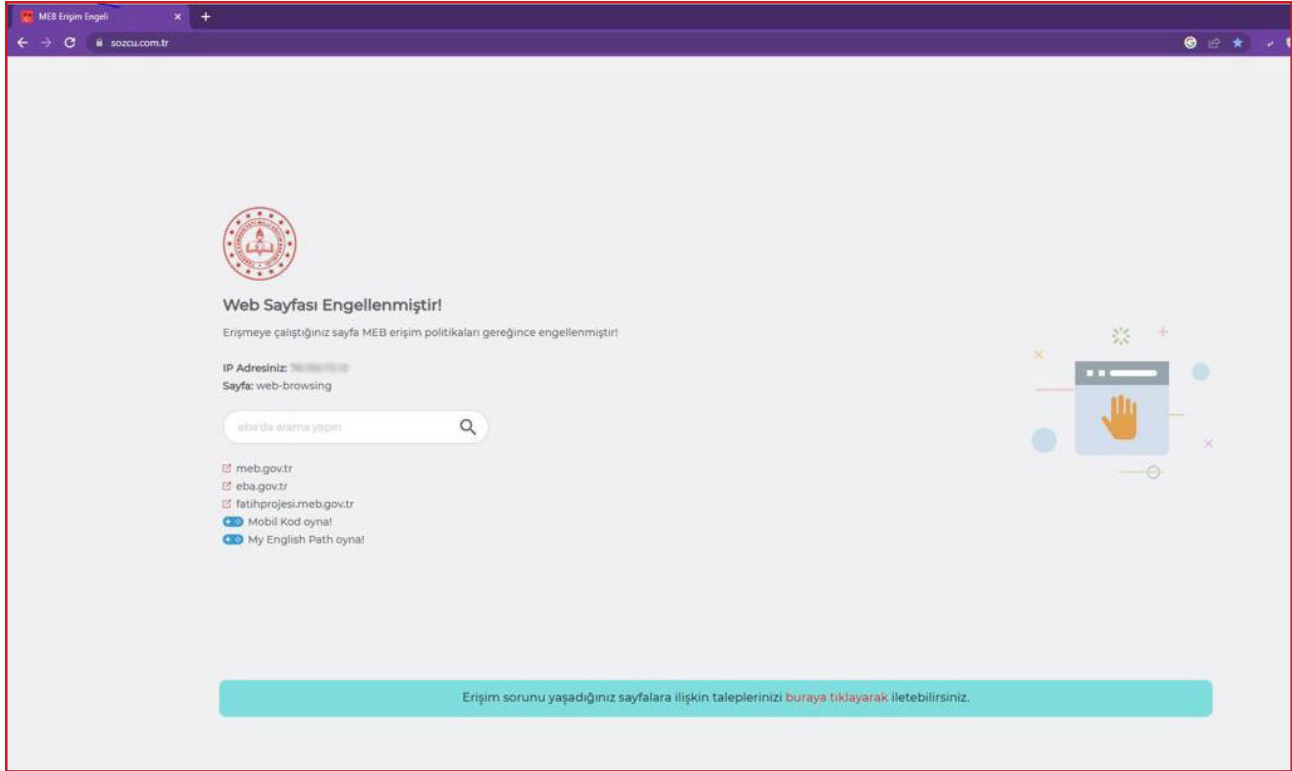 MEB Erişim Engeli
sozcu.com.tr
Web Sayfası Engellenmiştir!
Erişmeye çalıştığınız sayfa MEB erişim politikaları gereğince engellenmiştir!
IP Adresiniz:
Sayfa: web-browsing
eba'da arama yapın
meb.gov.tr
eba.gov.tr
fatihprojesi.meb.gov.tr
Mobil Kod oyna!
My English Path oyna!
Erişim sorunu yaşadığınız sayfalara ilişkin taleplerinizi buraya tıklayarak iletebilirsiniz.